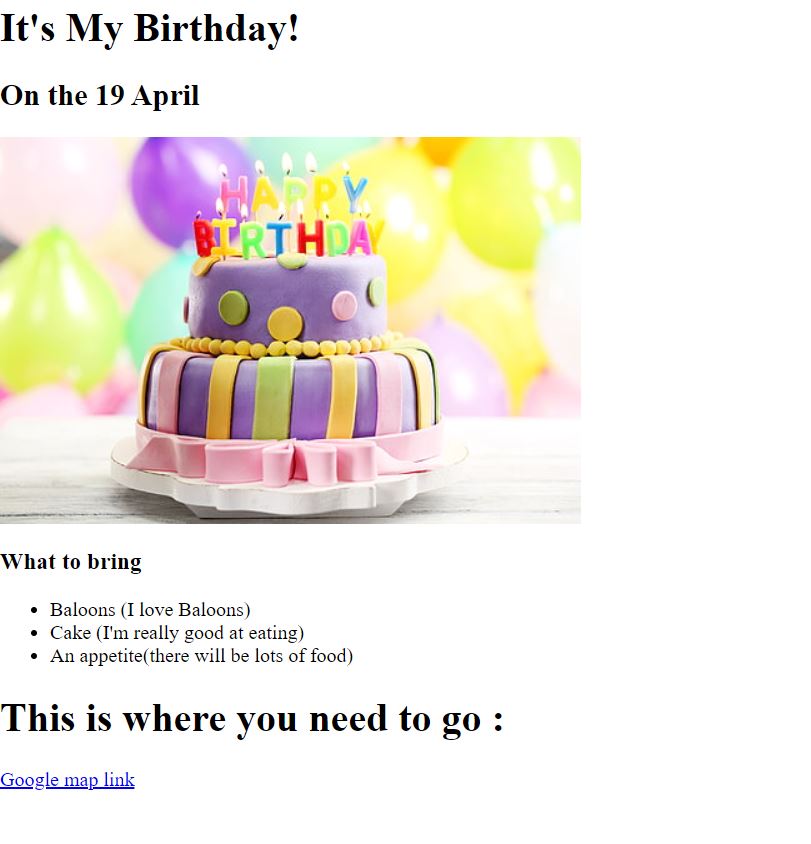 It's My Birthday!
On the 19 April
HAPPY
BIRTHDAY
What to bring
Baloons (I love Baloons)
Cake (I'm really good at eating)
An appetite(there will be lots of food)
This is where you need to go :
Google map link